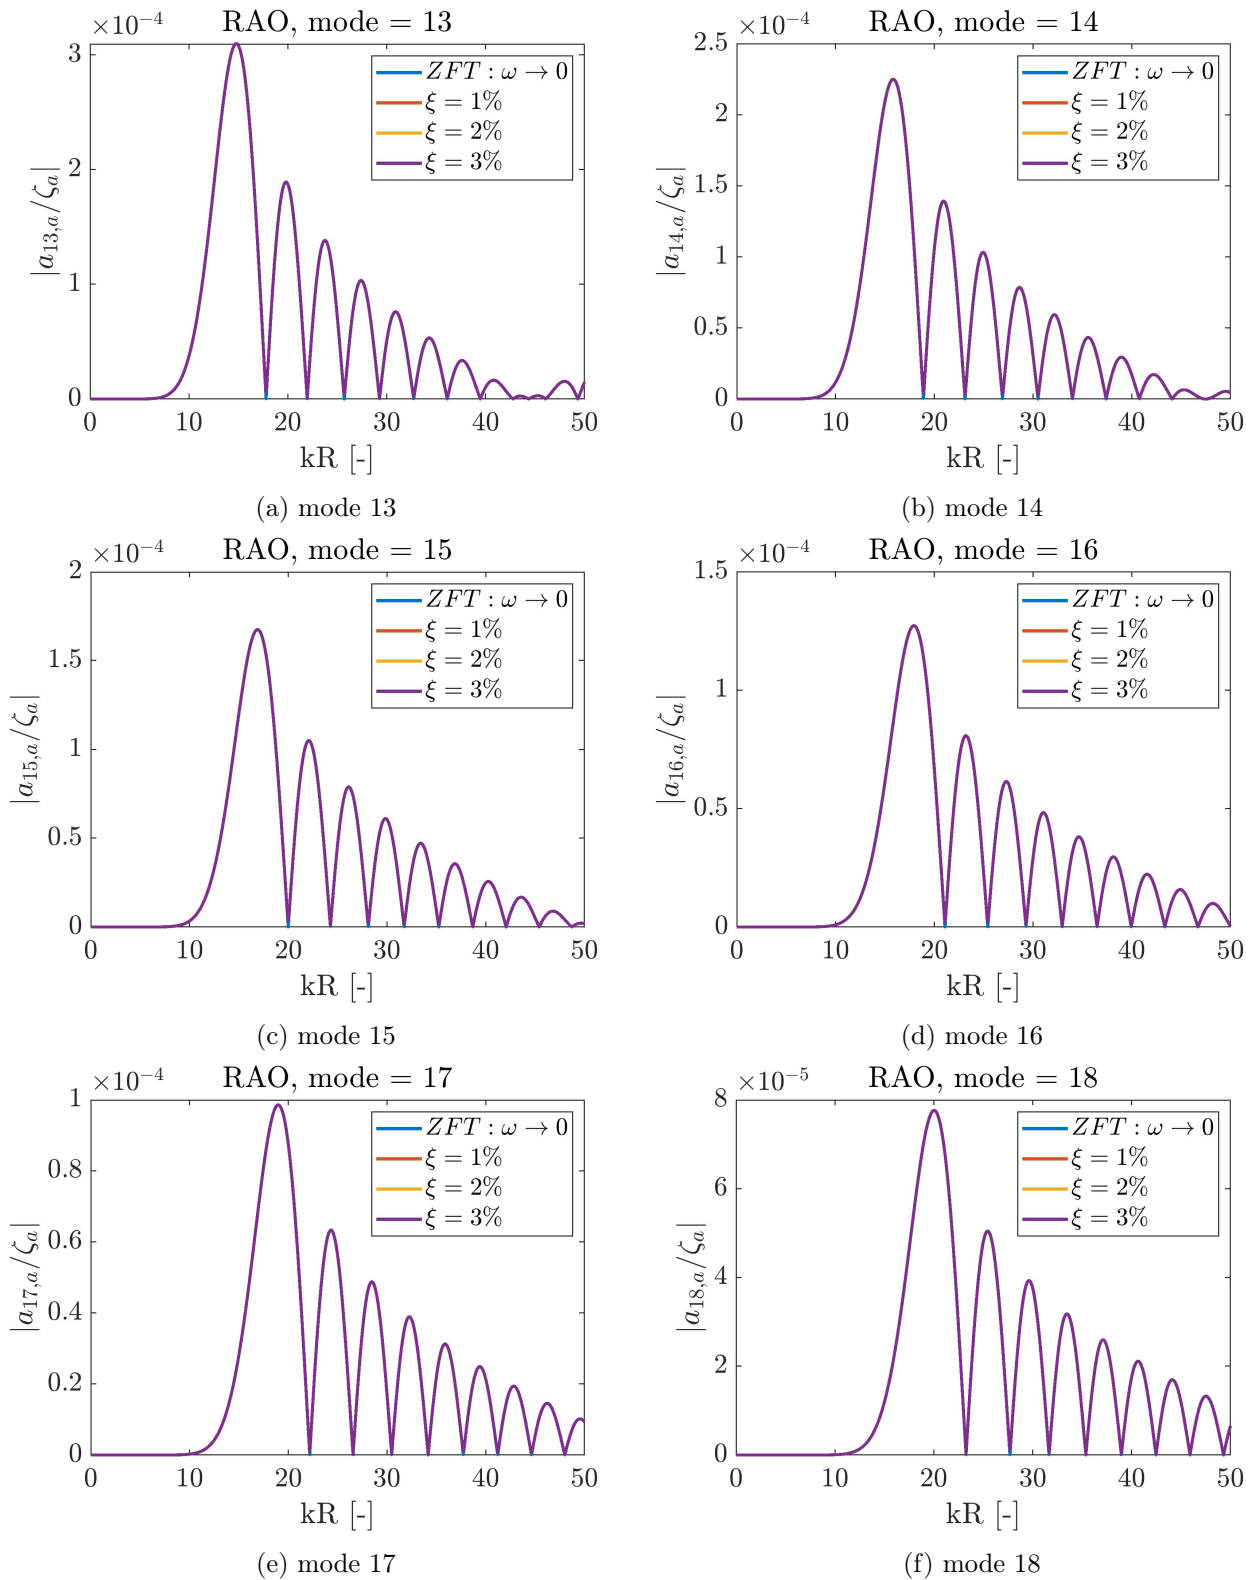 ×10⁻⁴
RAO, mode = 13
3
2
1
0
|a₁₃,ₐ/ζₐ|
ZFT : ω → 0
ξ = 1%
ξ = 2%
ξ = 3%
0 10 20 30 40 50
kR [-]
(a) mode 13
×10⁻⁴
RAO, mode = 14
2.5
2
1.5
1
0.5
0
|a₁₄,ₐ/ζₐ|
ZFT : ω → 0
ξ = 1%
ξ = 2%
ξ = 3%
0 10 20 30 40 50
kR [-]
(b) mode 14
×10⁻⁴
RAO, mode = 15
2
1.5
1
0.5
0
|a₁₅,ₐ/ζₐ|
ZFT : ω → 0
ξ = 1%
ξ = 2%
ξ = 3%
0 10 20 30 40 50
kR [-]
(c) mode 15
×10⁻⁴
RAO, mode = 16
1.5
1
0.5
0
|a₁₆,ₐ/ζₐ|
ZFT : ω → 0
ξ = 1%
ξ = 2%
ξ = 3%
0 10 20 30 40 50
kR [-]
(d) mode 16
×10⁻⁴
RAO, mode = 17
1
0.8
0.6
0.4
0.2
0
|a₁₇,ₐ/ζₐ|
ZFT : ω → 0
ξ = 1%
ξ = 2%
ξ = 3%
0 10 20 30 40 50
kR [-]
(e) mode 17
×10⁻⁵
RAO, mode = 18
8
6
4
2
0
|a₁₈,ₐ/ζₐ|
ZFT : ω → 0
ξ = 1%
ξ = 2%
ξ = 3%
0 10 20 30 40 50
kR [-]
(f) mode 18